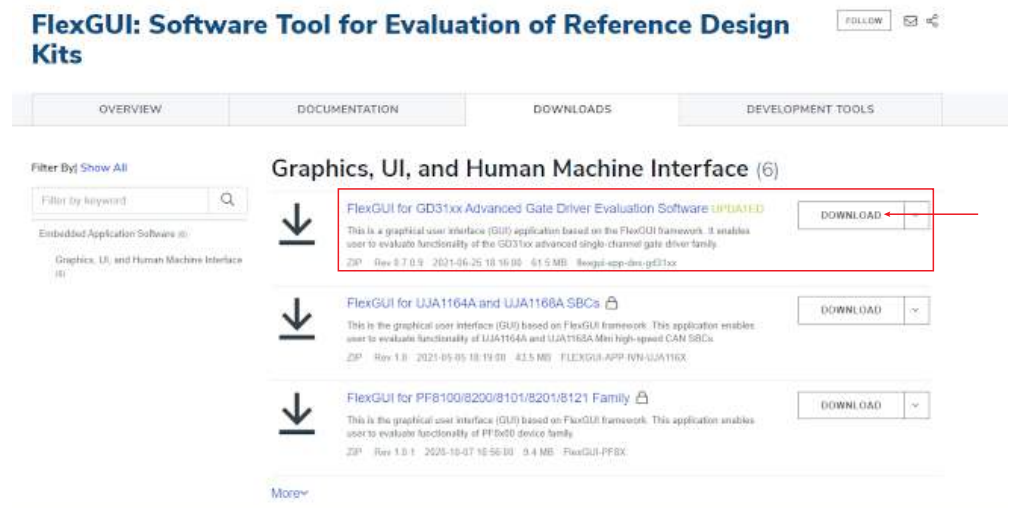 FlexGUI: Software Tool for Evaluation of Reference Design
Kits
FOLLOW
OVERVIEW
DOCUMENTATION
DOWNLOADS
DEVELOPMENT TOOLS
Filter By| Show All
Filter by keyword
Embedded Application Software (6)
Graphics, UI, and Human Machine Interface
(6)
Graphics, UI, and Human Machine Interface (6)
FlexGUI for GD31xx Advanced Gate Driver Evaluation Software UPDATED
DOWNLOAD
This is a graphical user interface (GUI) application based on the FlexGUI framework. It enables
user to evaluate functionality of the GD31xx advanced single-channel gate driver family.
ZIP Rev 0.7.0.9 2021-06-25 18:16:00 61.5 MB flexgui-app-des-gd31xx
FlexGUI for UJA1164A and UJA1168A SBCs
DOWNLOAD
This is the graphical user interface (GUI) based on FlexGUI framework. This application enables
user to evaluate functionality of UJA1164A and UJA1168A Mini high-speed CAN SBCs
ZIP Rev 1.0 2021-05-05 18:19:00 43.5 MB FLEXGUI-APP-IVN-UJA116X
FlexGUI for PF8100/8200/8101/8201/8121 Family
DOWNLOAD
This is the graphical user interface (GUI) based on FlexGUI framework. This application enables
user to evaluate functionality of PF8x00 device family.
ZIP Rev 1.0.1 2020-10-07 16:56:00 9.4 MB FlexGUI-PF8X
More